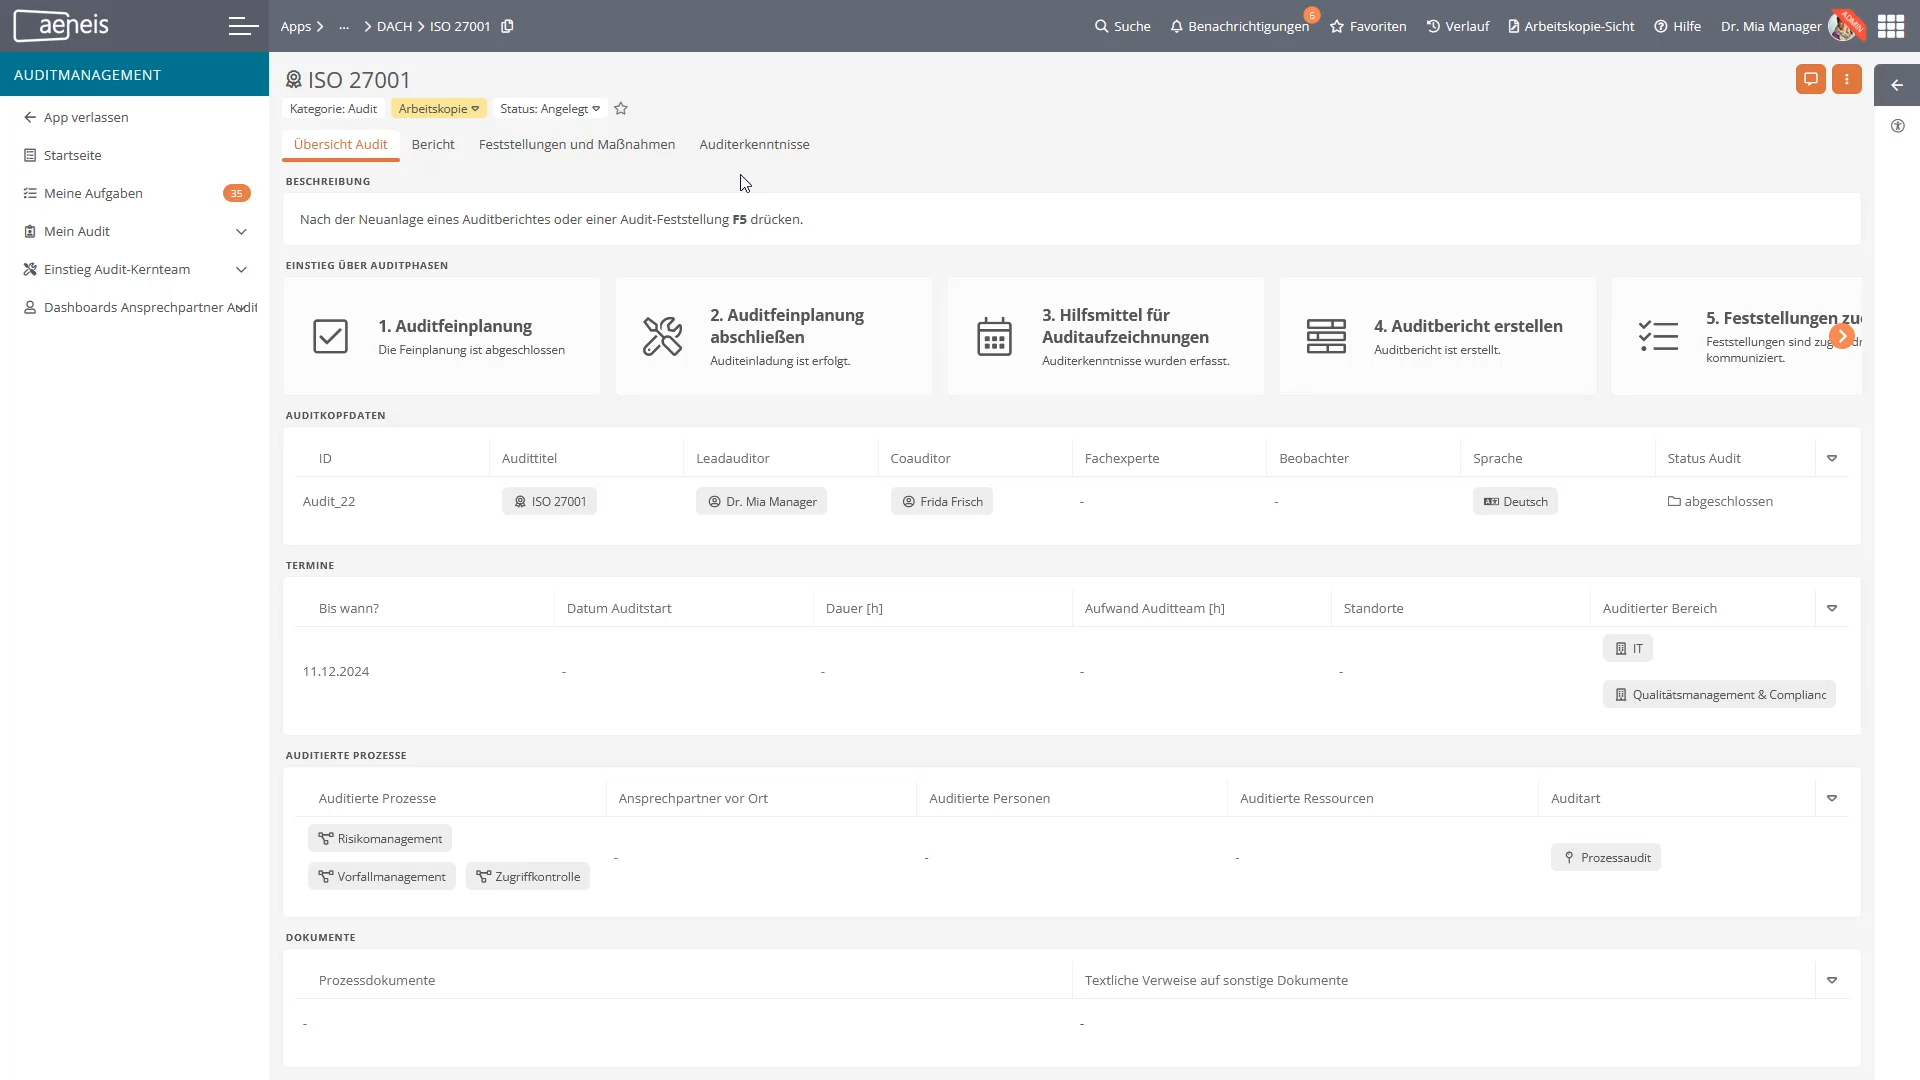 aeneis
Apps > ... > DACH > ISO 27001
Suche
Benachrichtigungen
6
Favoriten
Verlauf
Arbeitskopie-Sicht
Hilfe
Dr. Mia Manager
ADMIN
AUDITMANAGEMENT
App verlassen
Startseite
Meine Aufgaben
35
Mein Audit
Einstieg Audit-Kernteam
Dashboards Ansprechpartner Audit
ISO 27001
Kategorie: Audit
Arbeitskopie
Status: Angelegt
Übersicht Audit
Bericht
Feststellungen und Maßnahmen
Auditerkenntnisse
BESCHREIBUNG
Nach der Neuanlage eines Auditberichtes oder einer Audit-Feststellung F5 drücken.
EINSTIEG ÜBER AUDITPHASEN
1. Auditfeinplanung
Die Feinplanung ist abgeschlossen
2. Auditfeinplanung
abschließen
Auditeinladung ist erfolgt.
3. Hilfsmittel für
Auditaufzeichnungen
Auditerkenntnisse wurden erfasst.
4. Auditbericht erstellen
Auditbericht ist erstellt.
5. Feststellungen
Feststellungen sind
kommuniziert.
AUDITKOPFDATEN
ID
Audittitel
Leadauditor
Coauditor
Fachexperte
Beobachter
Sprache
Status Audit
Audit_22
ISO 27001
Dr. Mia Manager
Frida Frisch
-
-
Deutsch
abgeschlossen
TERMINE
Bis wann?
Datum Auditstart
Dauer [h]
Aufwand Auditteam [h]
Standorte
Auditierter Bereich
11.12.2024
-
-
-
-
IT
Qualitätsmanagement & Complianc
AUDITIERTE PROZESSE
Auditierte Prozesse
Ansprechpartner vor Ort
Auditierte Personen
Auditierte Ressourcen
Auditart
Risikomanagement
Vorfallmanagement
Zugriffkontrolle
-
-
-
Prozessaudit
DOKUMENTE
Prozessdokumente
Textliche Verweise auf sonstige Dokumente
-
-